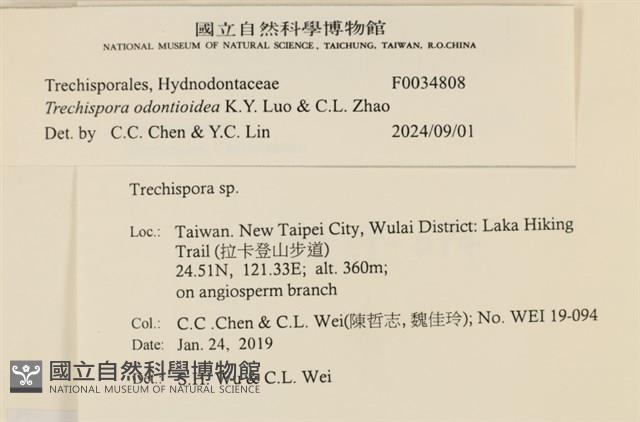 國立自然科學博物館
NATIONAL MUSEUM OF NATURAL SCIENCE, TAICHUNG, TAIWAN, R.O.CHINA
Trechisporales, Hydnodontaceae F0034808
Trechispora odontioidea K.Y. Luo & C.L. Zhao
Det. by C.C. Chen & Y.C. Lin 2024/09/01
Trechispora sp.
Loc.: Taiwan. New Taipei City, Wulai District: Laka Hiking
Trail (拉卡登山步道)
24.51N, 121.33E; alt. 360m;
on angiosperm branch
Col.: C.C .Chen & C.L. Wei(陳哲志, 魏佳玲); No. WEI 19-094
Date: Jan. 24, 2019
Det.: S.H. Wu & C.L. Wei
國立自然科學博物館
NATIONAL MUSEUM OF NATURAL SCIENCE